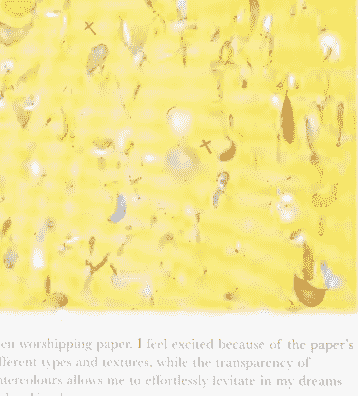 en worshipping paper. I feel excited because of the paper's
fferent types and textures, while the transparency of
atercolours allows me to effortlessly levitate in my dreams